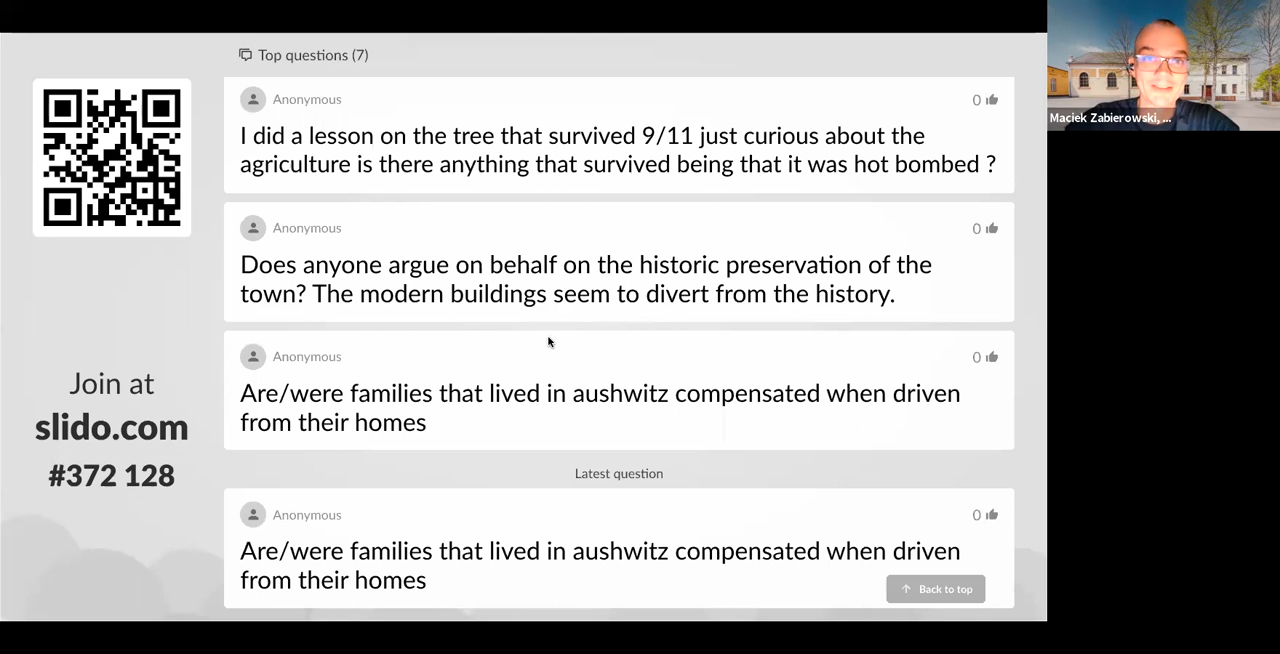 Top questions (7)
Anonymous
0
I did a lesson on the tree that survived 9/11 just curious about the
agriculture is there anything that survived being that it was hot bombed ?
Anonymous
0
Does anyone argue on behalf on the historic preservation of the
town? The modern buildings seem to divert from the history.
Anonymous
0
Are/were families that lived in aushwitz compensated when driven
from their homes
Latest question
Anonymous
0
Are/were families that lived in aushwitz compensated when driven
from their homes
Back to top
Join at
slido.com
#372 128
Maciek Zabierowski, ...